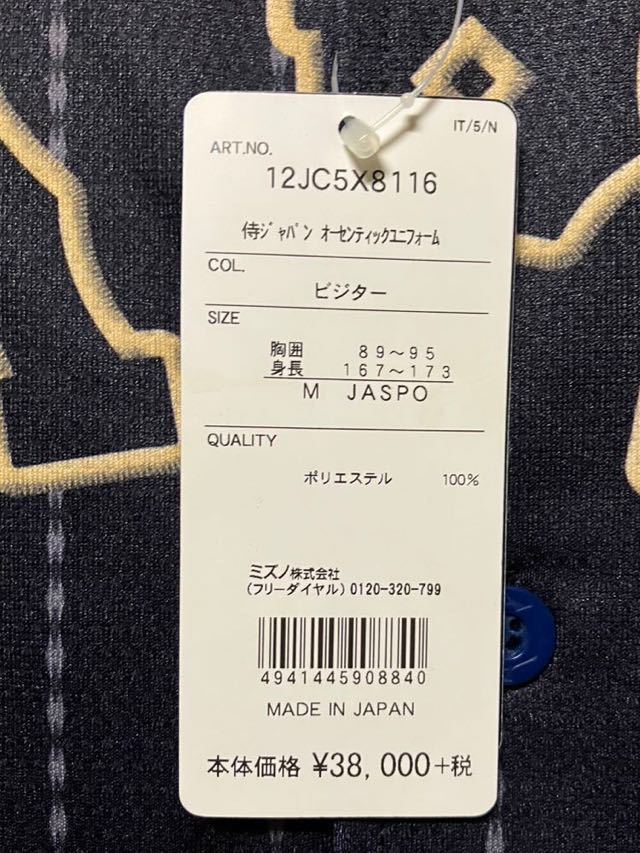 IT/5/N
ART.NO.
12JC5X8116
侍ジャパン オーセンティックユニフォーム
COL.
ビジター
SIZE
胸囲 89～95
身長 167～173
M JASPO
QUALITY
ポリエステル 100%
ミズノ株式会社
(フリーダイヤル) 0120-320-799
4941445908840
MADE IN JAPAN
本体価格 ¥38,000+税